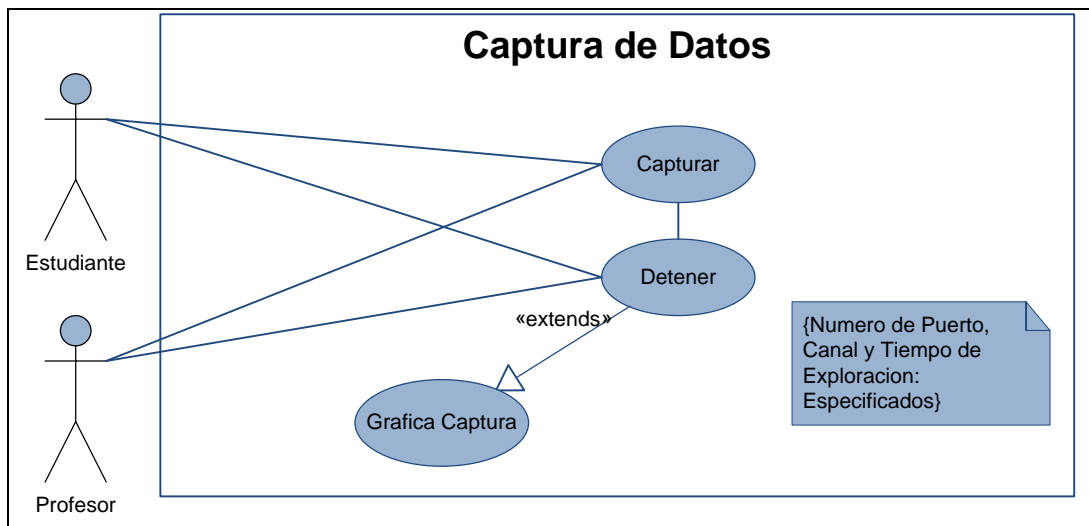 Captura de Datos
Estudiante
Capturar
Detener
«extends»
{Numero de Puerto,
Canal y Tiempo de
Exploracion:
Especificados}
Grafica Captura
Profesor